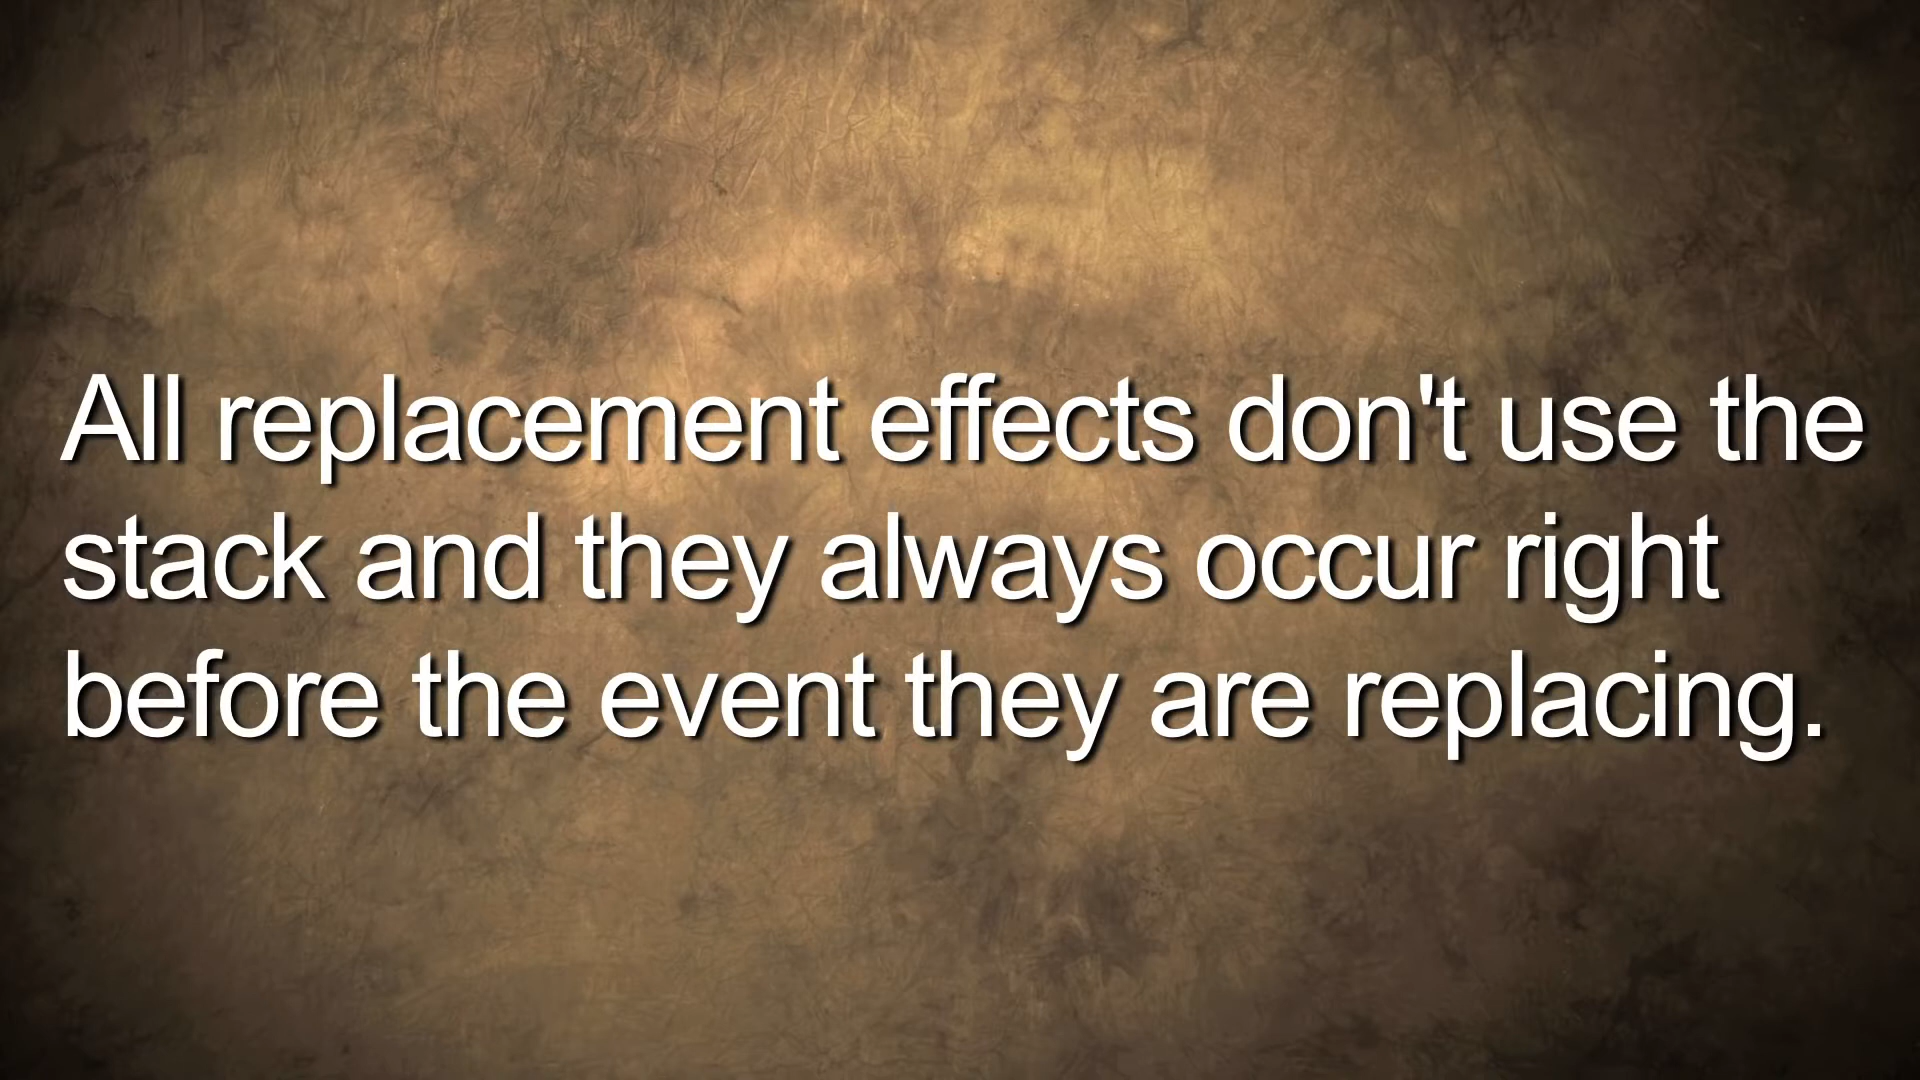 All replacement effects don't use the
stack and they always occur right
before the event they are replacing.